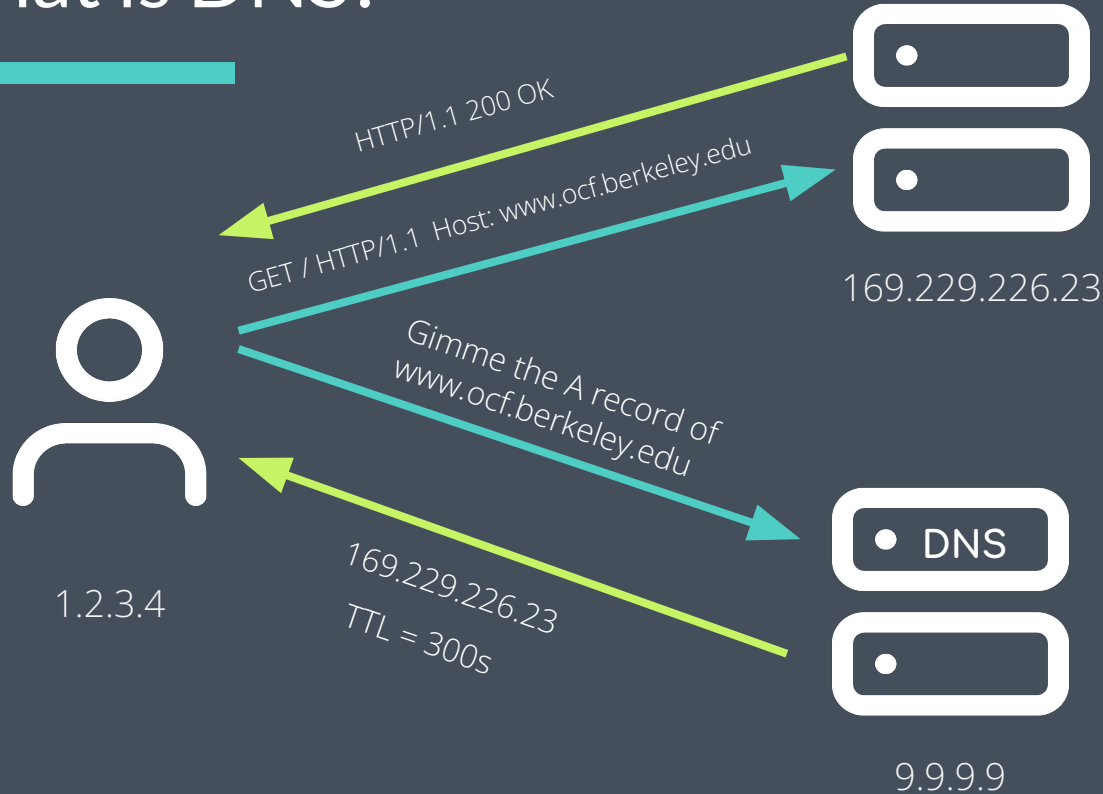 is DNS?
HTTP/1.1 200 OK
GET / HTTP/1.1 Host: www.ocf.berkeley.edu
169.229.226.23
Gimme the A record of
www.ocf.berkeley.edu
DNS
169.229.226.23
TTL = 300s
1.2.3.4
9.9.9.9